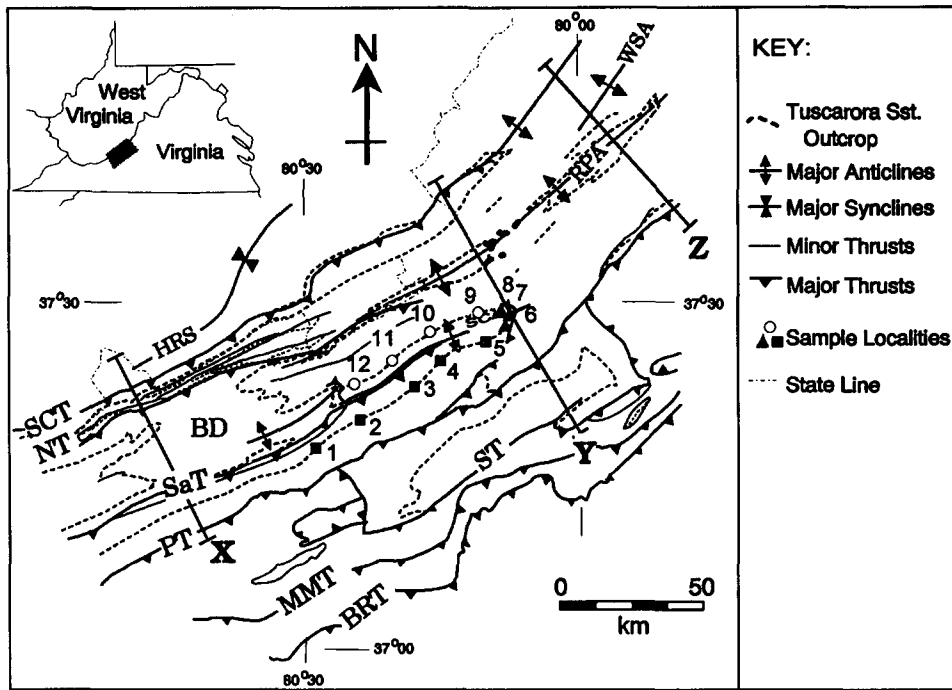 80°00
WSA
N
West
Virginia
Virginia
80°30
RPA
Z
37°30
HRS
37°30
8
7
9
6
10
5
11
4
12
3
SCT
NT
BD
2
1
SaT
ST
Y
PT
X
MMT
BRT
0 50
km
37°00
80°30
KEY:
Tuscarora Sst.
Outcrop
Major Anticlines
Major Synclines
Minor Thrusts
Major Thrusts
Sample Localities
State Line